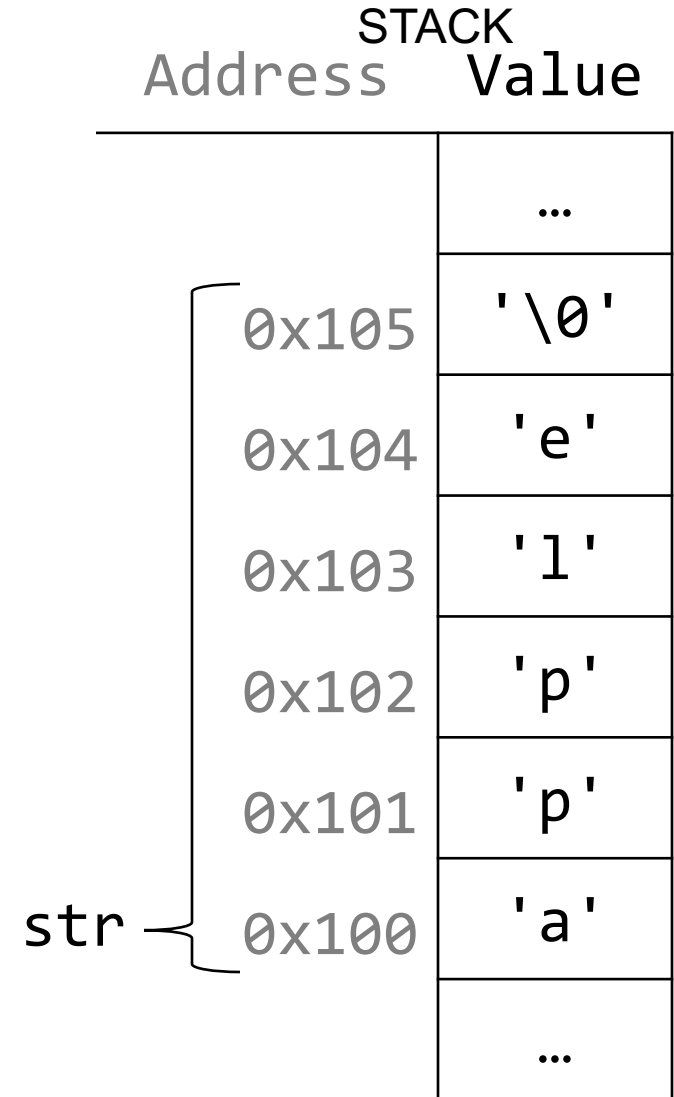 STACK
Address Value
…
0x105 '\0'
0x104 'e'
0x103 'l'
0x102 'p'
0x101 'p'
str 0x100 'a'
…